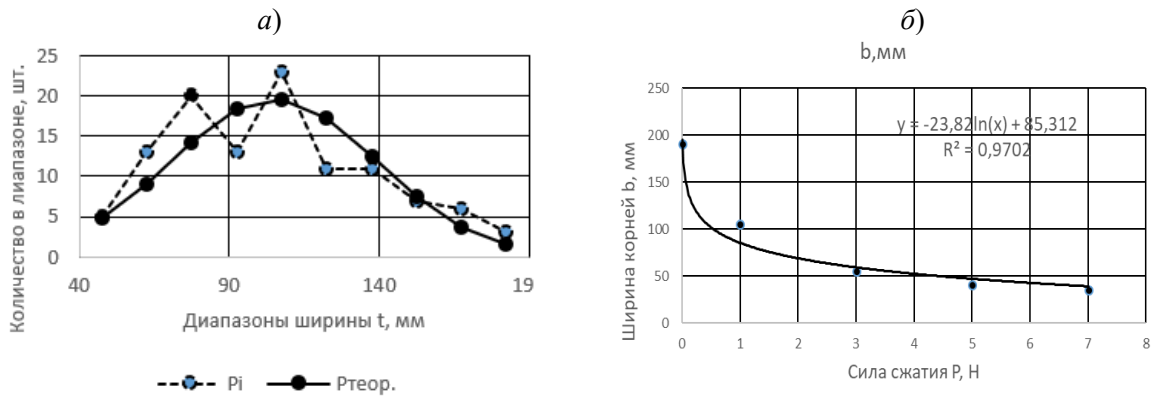 а)
Количество в лиапазоне, шт.
25
20
15
10
5
0
40
90
140
19
Диапазоны ширины t, мм
Pi
Pтеор.
б)
b,мм
Ширина корней b, мм
250
200
150
100
50
0
y = -23,82ln(x) + 85,312
R² = 0,9702
0
1
2
3
4
5
6
7
8
Сила сжатия P, Н